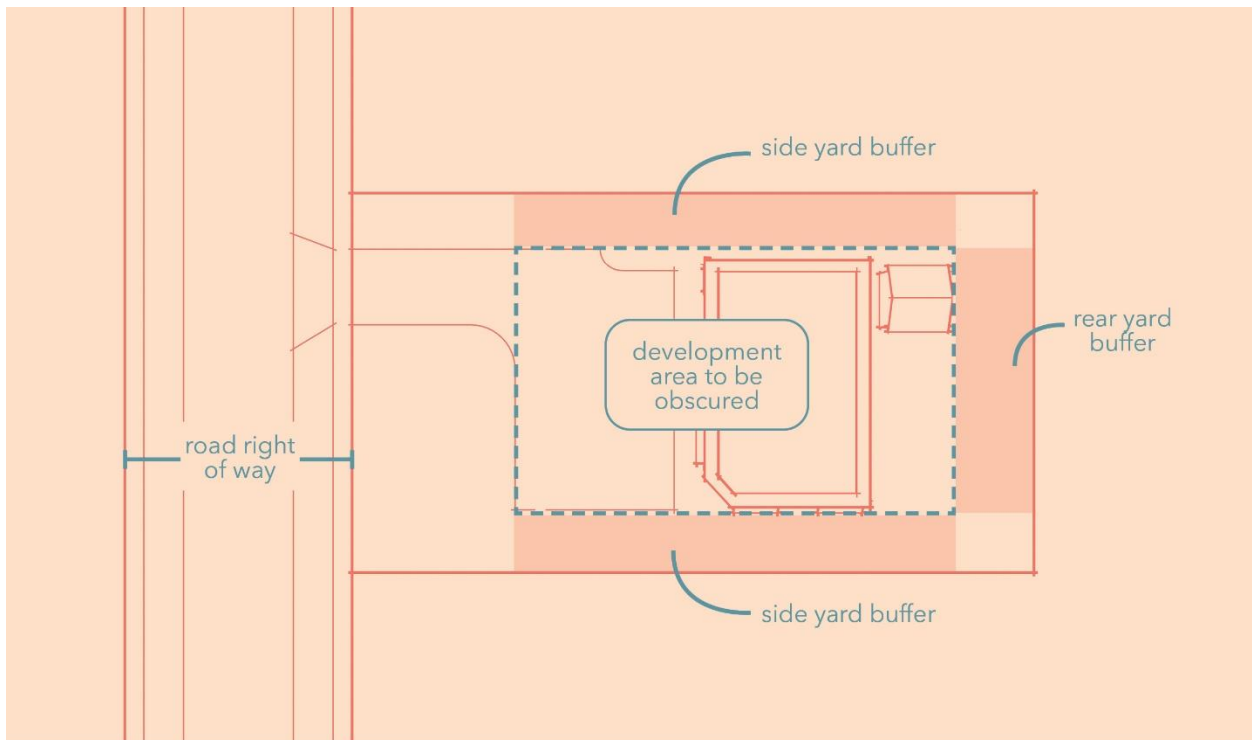 side yard buffer
rear yard
buffer
development
area to be
obscured
road right
of way
side yard buffer